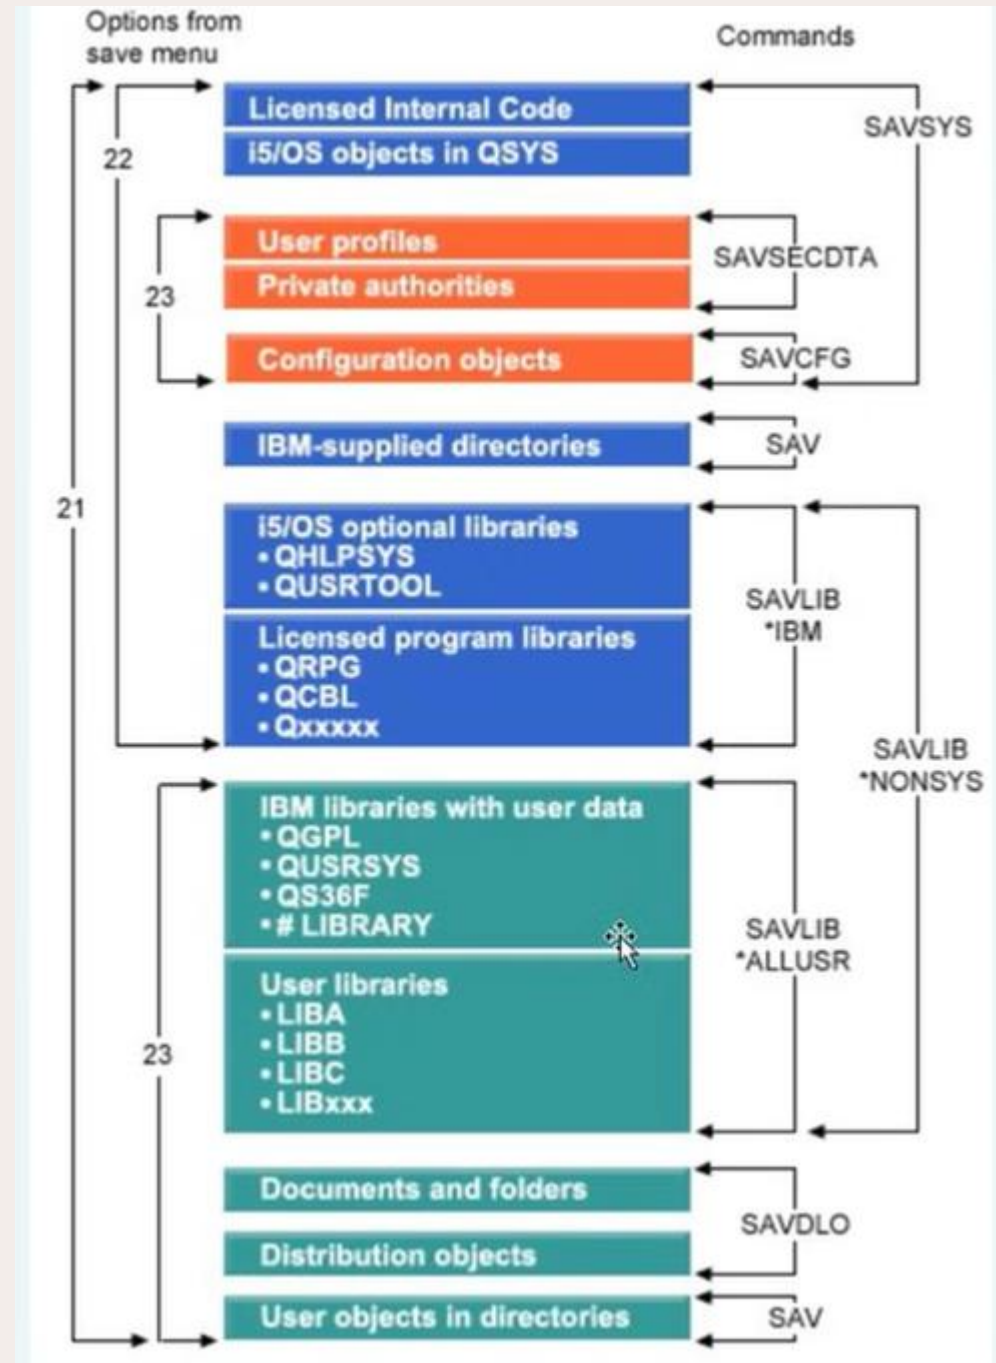 Options from
save menu
Commands
Licensed Internal Code
i5/OS objects in QSYS
SAVSYS
22
User profiles
Private authorities
SAVSECDTA
23
Configuration objects
SAVCFG
IBM-supplied directories
SAV
21
i5/OS optional libraries
• QHLPSYS
• QUSRTOOL
Licensed program libraries
• QRPG
• QCBL
• Qxxxxx
SAVLIB
*IBM
SAVLIB
*NONSYS
IBM libraries with user data
• QGPL
• QUSRSYS
• QS36F
• # LIBRARY
User libraries
• LIBA
• LIBB
• LIBC
• LIBxxx
SAVLIB
*ALLUSR
23
Documents and folders
Distribution objects
SAVDLO
User objects in directories
SAV